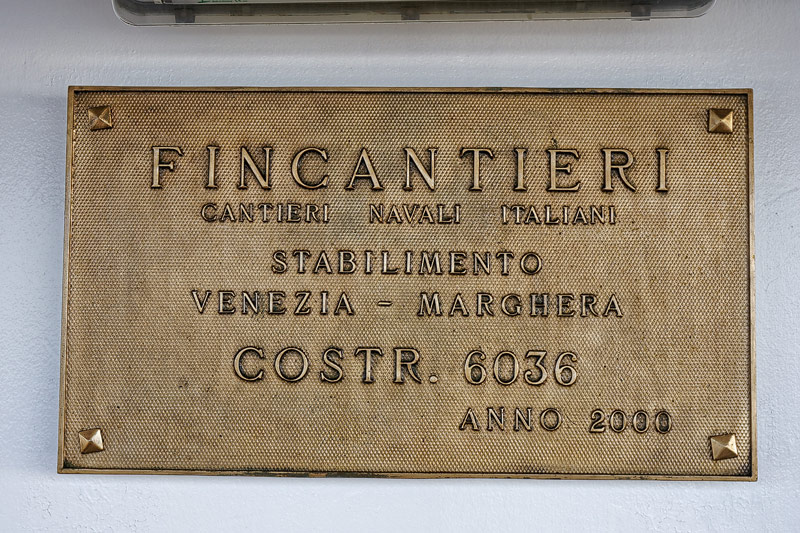 FINCANTIERI
CANTIERI NAVALI ITALIANI
STABILIMENTO
VENEZIA - MARGHERA
COSTR. 6036
ANNO 2000